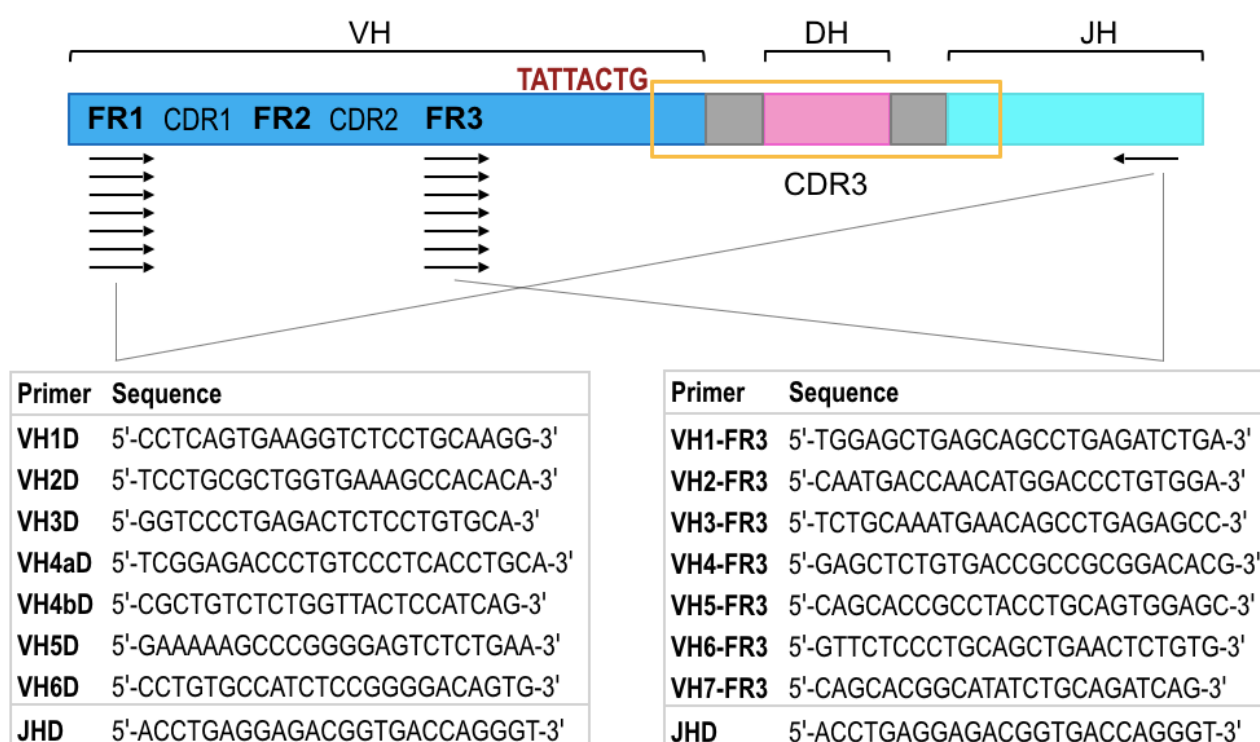 VH DH JH
TATTACTG
FR1 CDR1 FR2 CDR2 FR3
CDR3
Primer Sequence
VH1D 5'-CCTCAGTGAAGGTCTCCTGCAAGG-3'
VH2D 5'-TCCTGCGCTGGTGAAAGCCACACA-3'
VH3D 5'-GGTCCCTGAGACTCTCCTGTGCA-3'
VH4aD 5'-TCGGAGACCCTGTCCCTCACCTGCA-3'
VH4bD 5'-CGCTGTCTCTGGTTACTCCATCAG-3'
VH5D 5'-GAAAAAGCCCGGGGAGTCTCTGAA-3'
VH6D 5'-CCTGTGCCATCTCCGGGGACAGTG-3'
JHD 5'-ACCTGAGGAGACGGTGACCAGGGT-3'
Primer Sequence
VH1-FR3 5'-TGGAGCTGAGCAGCCTGAGATCTGA-3'
VH2-FR3 5'-CAATGACCAACATGGACCCTGTGGA-3'
VH3-FR3 5'-TCTGCAAATGAACAGCCTGAGAGCC-3'
VH4-FR3 5'-GAGCTCTGTGACCGCCGCGGACACG-3'
VH5-FR3 5'-CAGCACCGCCTACCTGCAGTGGAGC-3'
VH6-FR3 5'-GTTCTCCCTGCAGCTGAACTCTGTG-3'
VH7-FR3 5'-CAGCACGGCATATCTGCAGATCAG-3'
JHD 5'-ACCTGAGGAGACGGTGACCAGGGT-3'